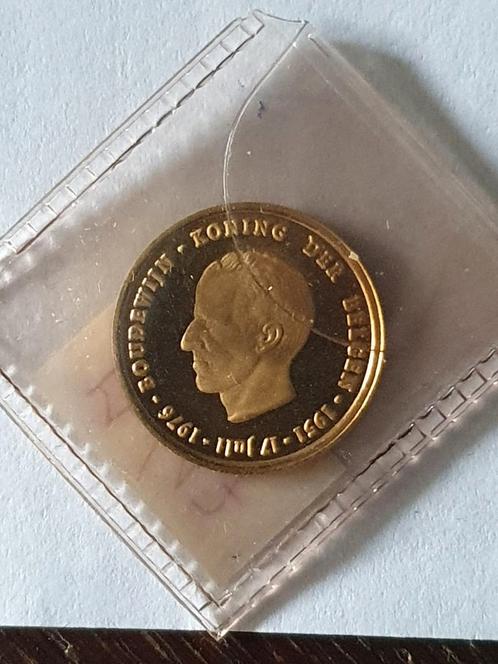 BOUDEWIJN · KONING DER BELGEN · 1951 · 17 juli · 1976 ·